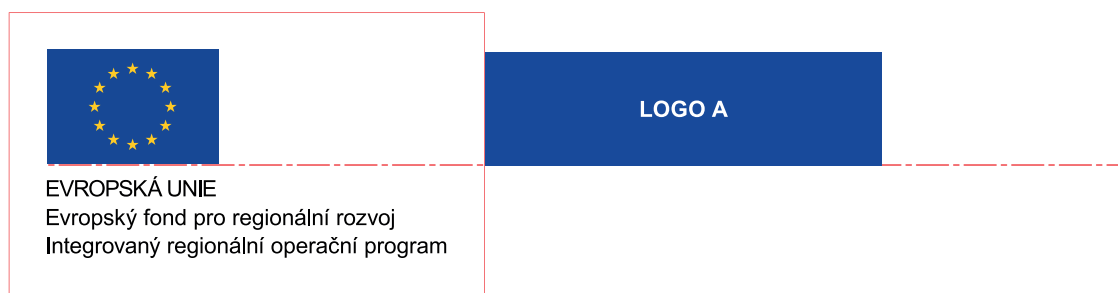 LOGO A
EVROPSKÁ UNIE
Evropský fond pro regionální rozvoj
Integrovaný regionální operační program